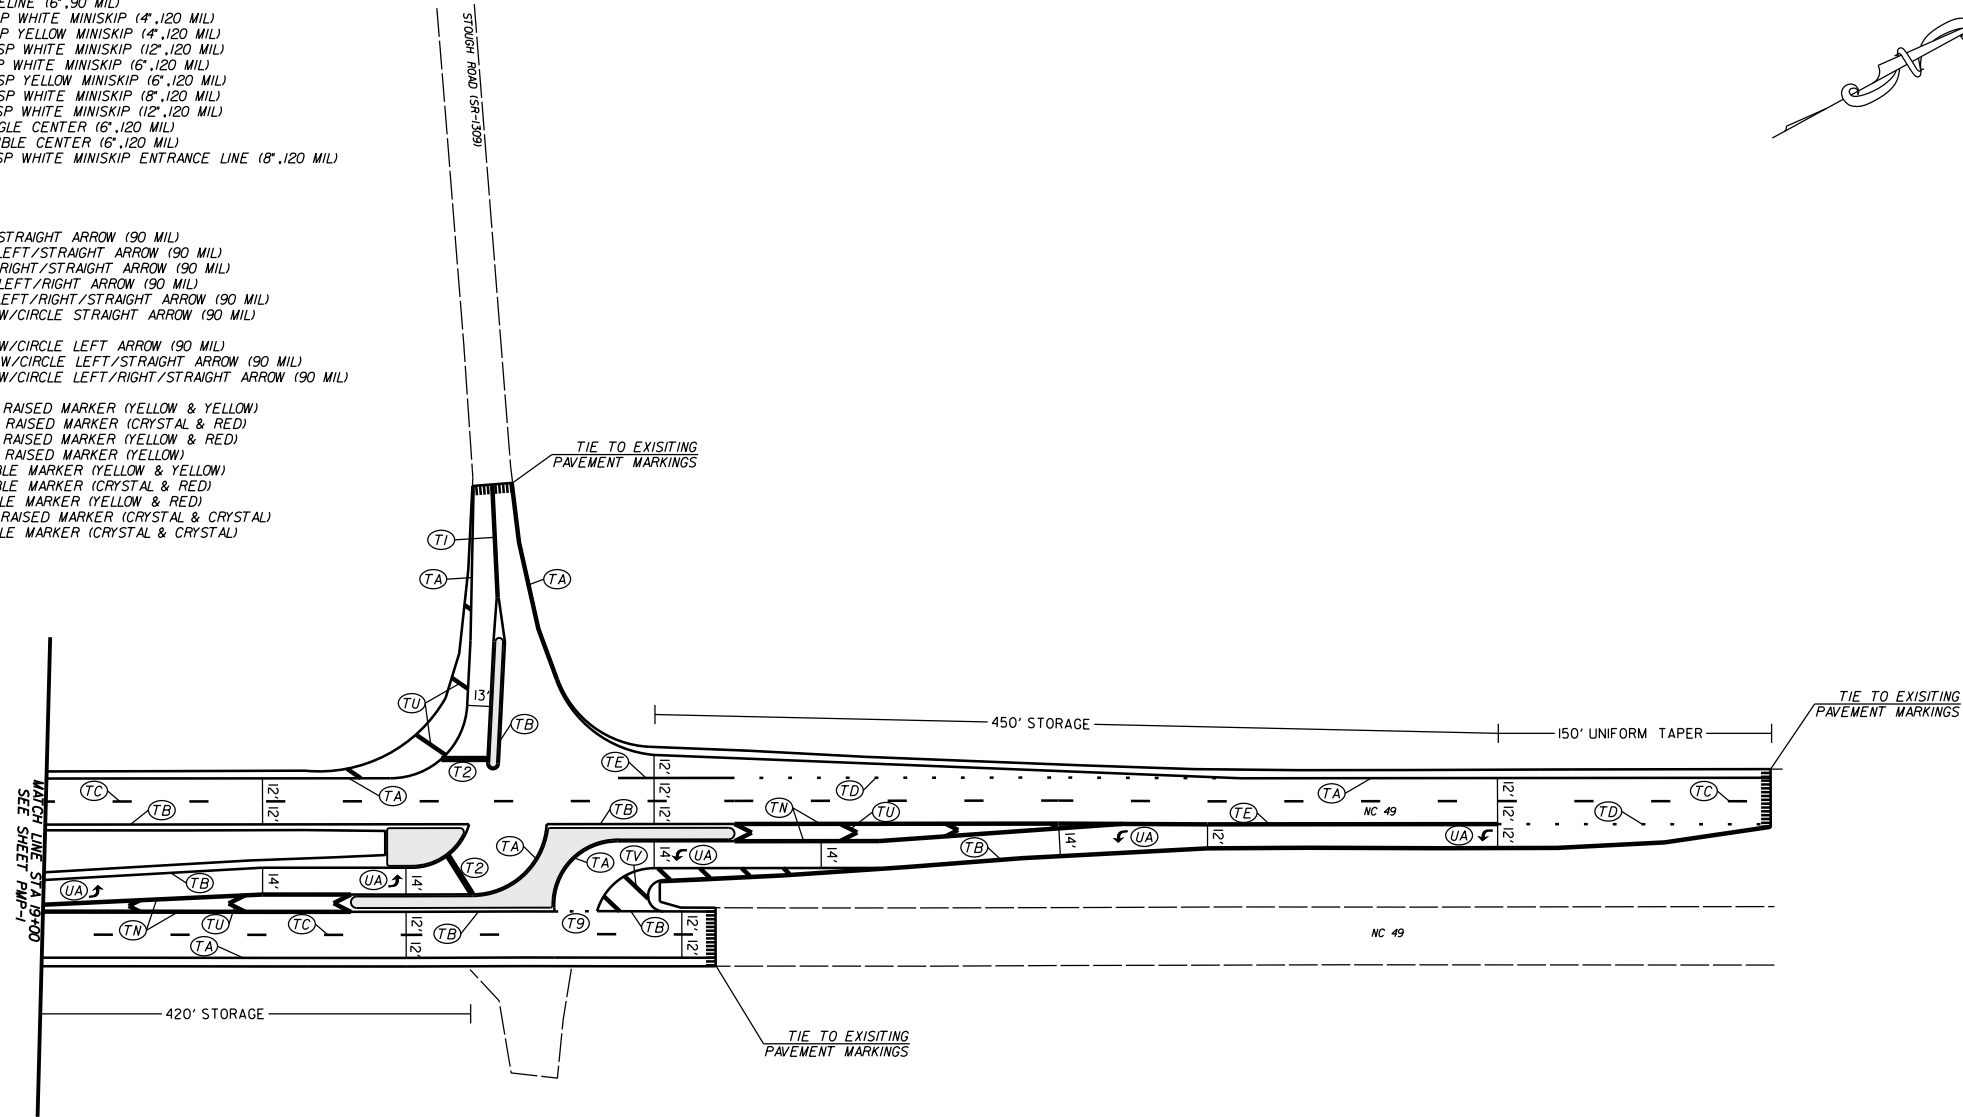 ELINE (6",90 MIL)
P WHITE MINISKIP (4",120 MIL)
P YELLOW MINISKIP (4",120 MIL)
SP WHITE MINISKIP (12",120 MIL)
P WHITE MINISKIP (6",120 MIL)
SP YELLOW MINISKIP (6",120 MIL)
SP WHITE MINISKIP (8",120 MIL)
SP WHITE MINISKIP (12",120 MIL)
GLE CENTER (6",120 MIL)
BLE CENTER (6",120 MIL)
SP WHITE MINISKIP ENTRANCE LINE (8",120 MIL)
STRAIGHT ARROW (90 MIL)
LEFT/STRAIGHT ARROW (90 MIL)
RIGHT/STRAIGHT ARROW (90 MIL)
LEFT/RIGHT ARROW (90 MIL)
LEFT/RIGHT/STRAIGHT ARROW (90 MIL)
W/CIRCLE STRAIGHT ARROW (90 MIL)
W/CIRCLE LEFT ARROW (90 MIL)
W/CIRCLE LEFT/STRAIGHT ARROW (90 MIL)
W/CIRCLE LEFT/RIGHT/STRAIGHT ARROW (90 MIL)
RAISED MARKER (YELLOW & YELLOW)
RAISED MARKER (CRYSTAL & RED)
RAISED MARKER (YELLOW & RED)
RAISED MARKER (YELLOW)
BLE MARKER (YELLOW & YELLOW)
BLE MARKER (CRYSTAL & RED)
LE MARKER (YELLOW & RED)
RAISED MARKER (CRYSTAL & CRYSTAL)
LE MARKER (CRYSTAL & CRYSTAL)
STOUGH ROAD (SR-1309)
TIE TO EXISITING
PAVEMENT MARKINGS
TI
TA
TA
TU
13'
TB
T2
TE
450' STORAGE
150' UNIFORM TAPER
TIE TO EXISITING
PAVEMENT MARKINGS
MATCH LINE STA 19+00
SEE SHEET PMP-1
TC
TB
12'
12'
TA
TB
12'
12'
12'
TD
TN
TU
TE
TA
NC 49
12'
12'
12'
TD
TC
UA
TB
14'
UA
14'
T2
TA
TA
TV
14'
UA
14'
TB
14'
UA
12'
UA
TN
TU
TC
TA
12'
12'
TB
T9
TB
12'
12'
NC 49
420' STORAGE
TIE TO EXISITING
PAVEMENT MARKINGS